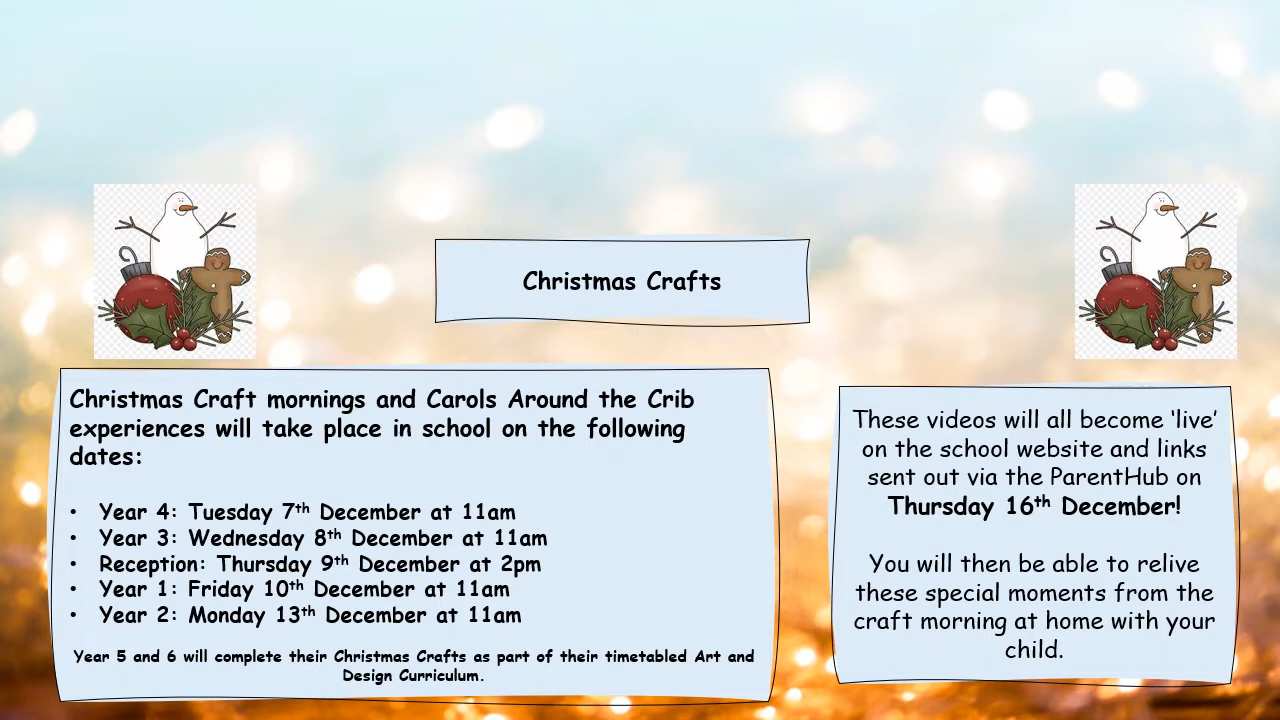 Christmas Crafts
Christmas Craft mornings and Carols Around the Crib
experiences will take place in school on the following
dates:
• Year 4: Tuesday 7th December at 11am
• Year 3: Wednesday 8th December at 11am
• Reception: Thursday 9th December at 2pm
• Year 1: Friday 10th December at 11am
• Year 2: Monday 13th December at 11am
Year 5 and 6 will complete their Christmas Crafts as part of their timetabled Art and
Design Curriculum.
These videos will all become ‘live’
on the school website and links
sent out via the ParentHub on
Thursday 16th December!
You will then be able to relive
these special moments from the
craft morning at home with your
child.